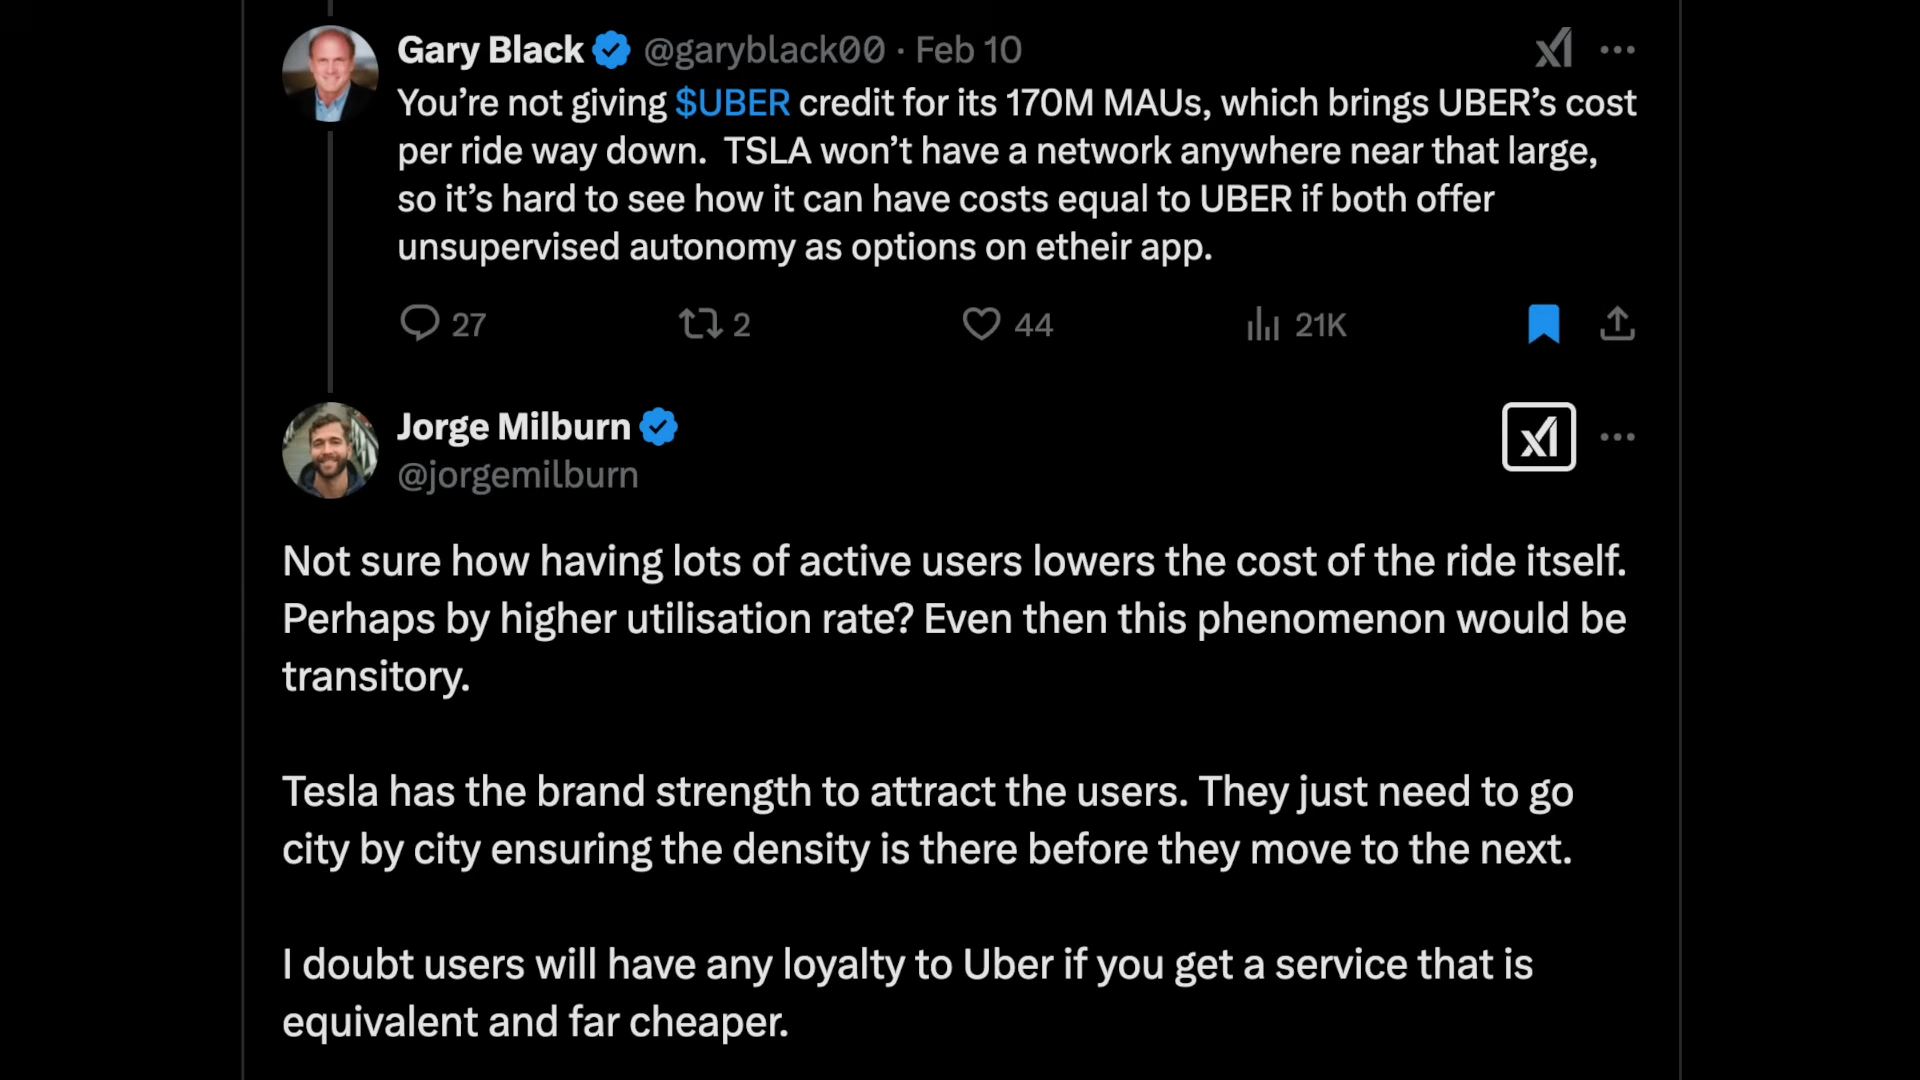 Gary Black @garyblack00 · Feb 10
You’re not giving $UBER credit for its 170M MAUs, which brings UBER’s cost
per ride way down.  TSLA won’t have a network anywhere near that large,
so it’s hard to see how it can have costs equal to UBER if both offer
unsupervised autonomy as options on etheir app.
27 2 44 21K
Jorge Milburn
@jorgemilburn
Not sure how having lots of active users lowers the cost of the ride itself.
Perhaps by higher utilisation rate? Even then this phenomenon would be
transitory.
Tesla has the brand strength to attract the users. They just need to go
city by city ensuring the density is there before they move to the next.
I doubt users will have any loyalty to Uber if you get a service that is
equivalent and far cheaper.